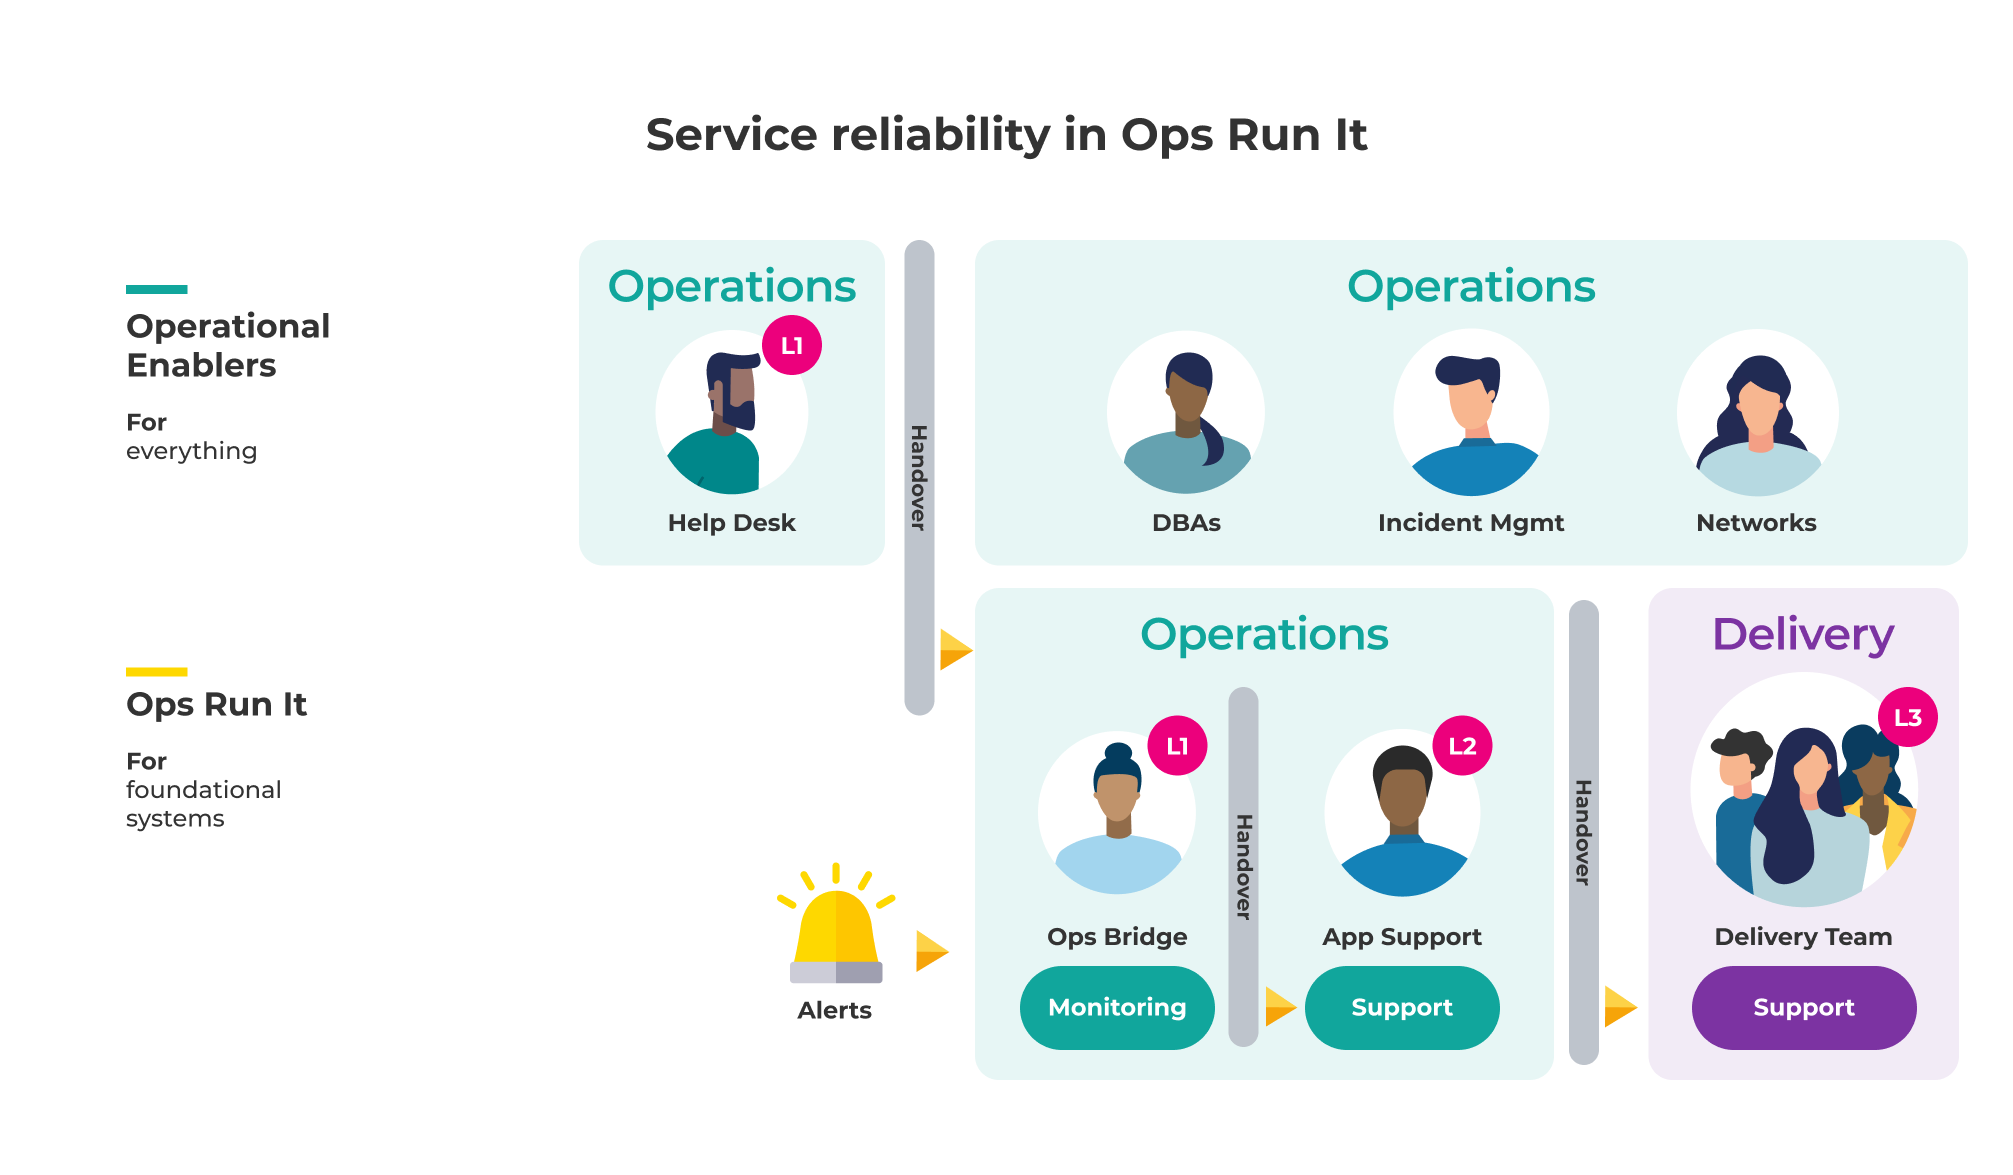 Service reliability in Ops Run It
Operational
Enablers
For
everything
Operations
L1
Help Desk
Handover
Operations
DBAs
Incident Mgmt
Networks
Ops Run It
For
foundational
systems
Alerts
Operations
L1
Ops Bridge
Monitoring
Handover
L2
App Support
Support
Handover
Delivery
L3
Delivery Team
Support